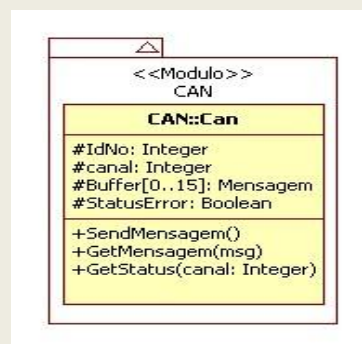 <<Modulo>>
CAN
CAN::Can
#IdNo: Integer
#canal: Integer
#Buffer[0..15]: Mensagem
#StatusError: Boolean
+SendMensagem()
+GetMensagem(msg)
+GetStatus(canal: Integer)